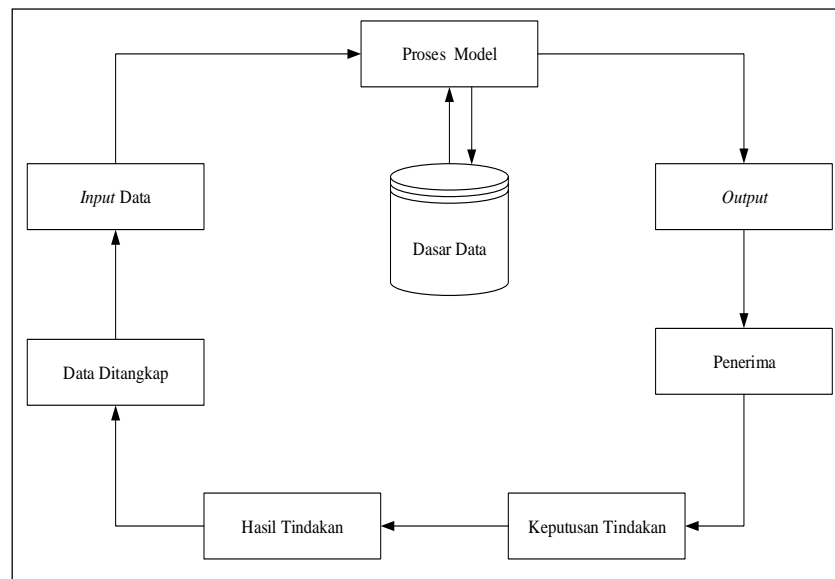 Proses Model
Input Data
Output
Dasar Data
Data Ditangkap
Penerima
Hasil Tindakan
Keputusan Tindakan